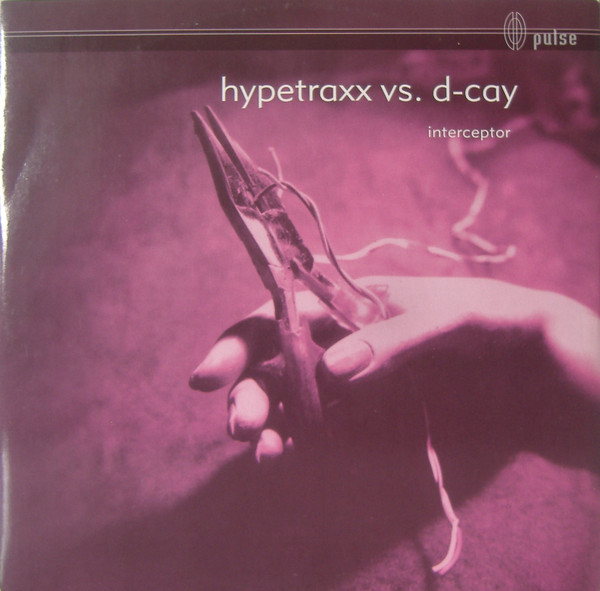 pulse
hypetraxx vs. d-cay
interceptor